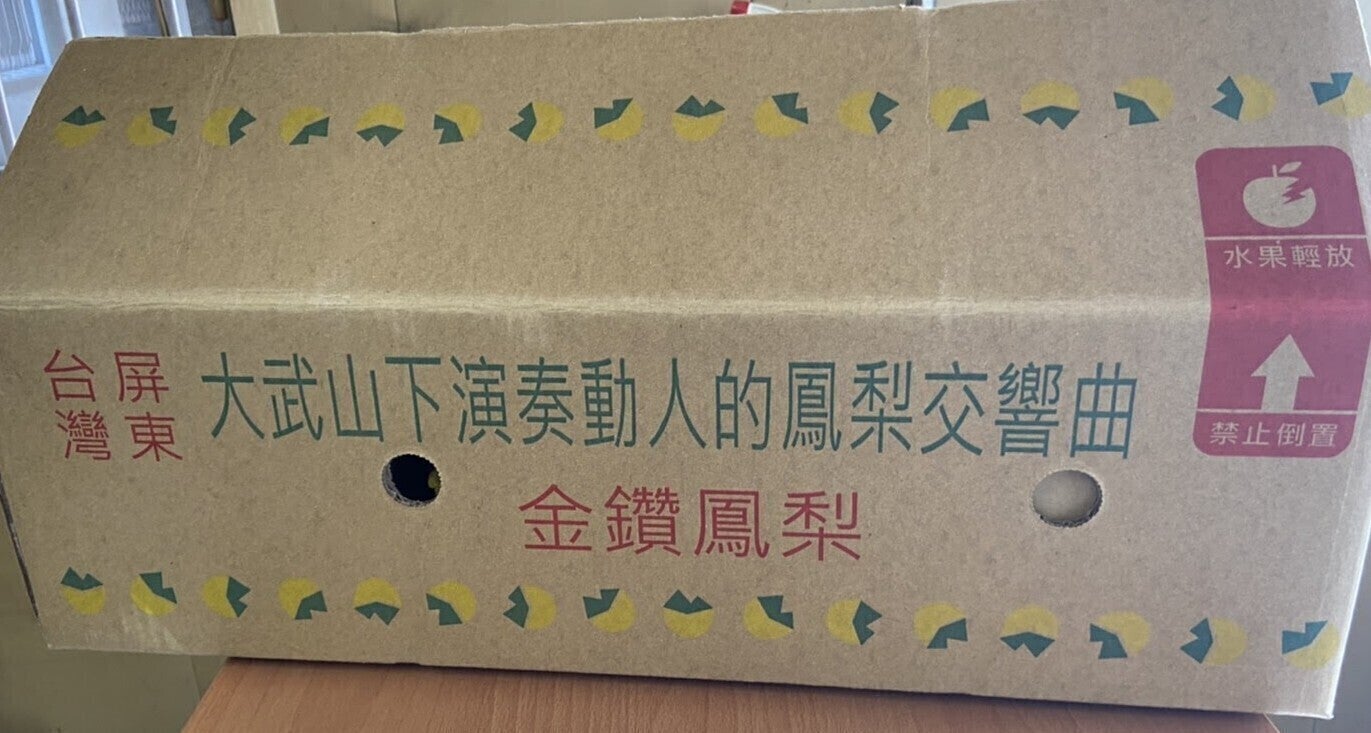 台灣
屏東
大武山下演奏動人的鳳梨交響曲
金鑽鳳梨
水果輕放
禁止倒置